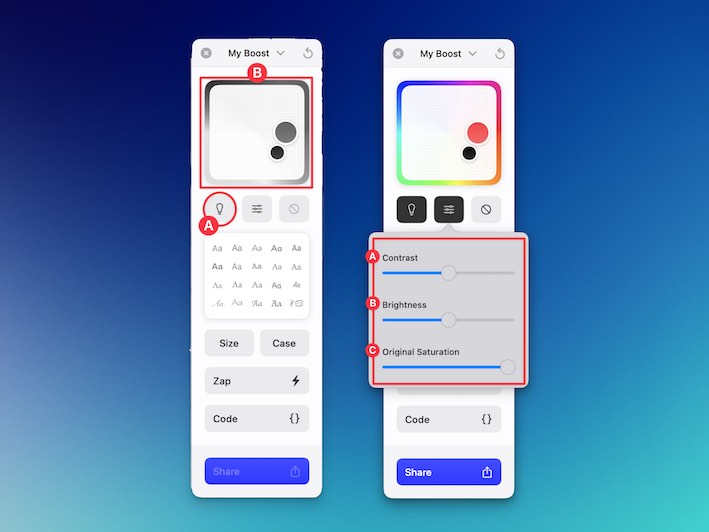 My Boost
B
A
Aa Aa Aa Aa Aa
Aa Aa Aa Aa Aa
Aa Aa Aa Aa Aa
Aa Aa Aa Aa
Size Case
Zap
Code {}
Share
My Boost
A Contrast
B Brightness
C Original Saturation
Code {}
Share